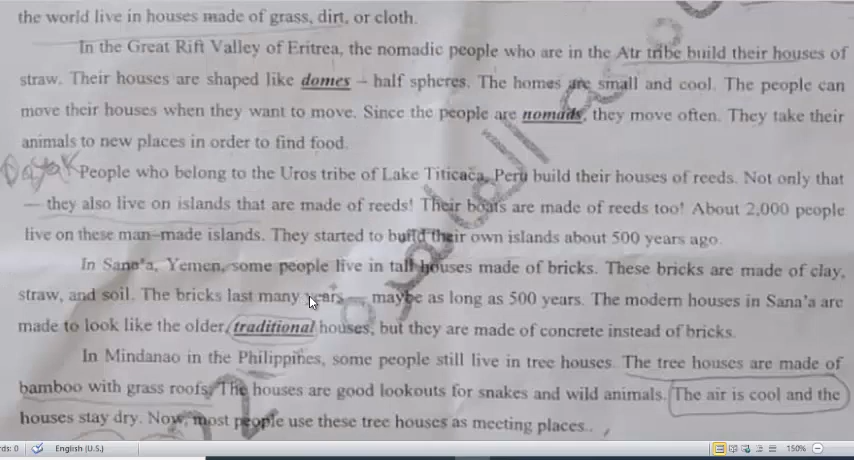 the world live in houses made of grass, dirt, or cloth.
In the Great Rift Valley of Eritrea, the nomadic people who are in the Atr tribe build their houses of
straw. Their houses are shaped like domes – half spheres. The homes are small and cool. The people can
move their houses when they want to move. Since the people are nomads, they move often. They take their
animals to new places in order to find food.
People who belong to the Uros tribe of Lake Titicaca, Peru build their houses of reeds. Not only that
— they also live on islands that are made of reeds! Their boats are made of reeds too! About 2,000 people
live on these man–made islands. They started to build their own islands about 500 years ago.
In Sana'a, Yemen, some people live in tall houses made of bricks. These bricks are made of clay,
straw, and soil. The bricks last many years — maybe as long as 500 years. The modern houses in Sana'a are
made to look like the older traditional houses, but they are made of concrete instead of bricks.
In Mindanao in the Philippines, some people still live in tree houses. The tree houses are made of
bamboo with grass roofs. The houses are good lookouts for snakes and wild animals. The air is cool and the
houses stay dry. Now, most people use these tree houses as meeting places..
rds: 0 English (U.S.) 150%